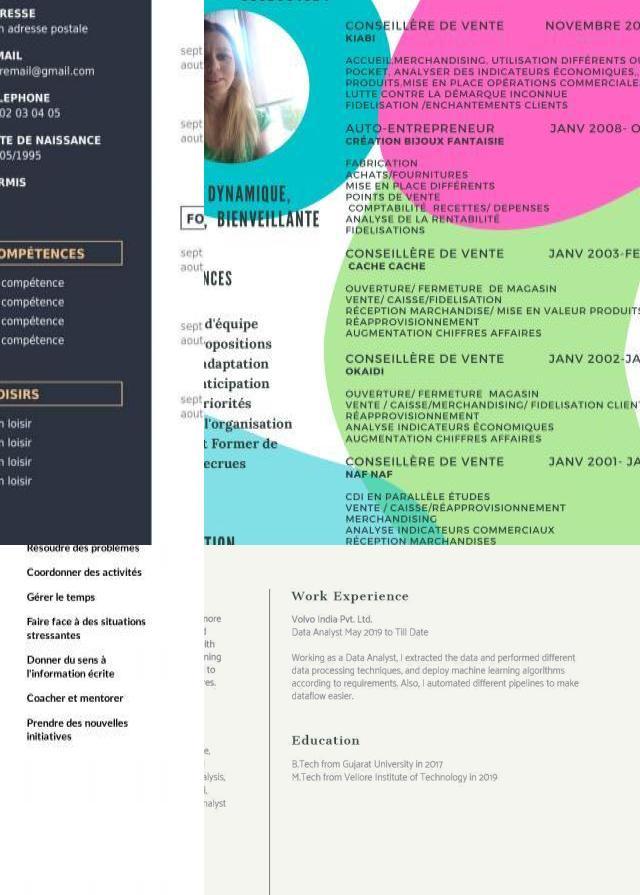 RESSE
n adresse postale
MAIL
remail@gmail.com
LEPHONE
02 03 04 05
TE DE NAISSANCE
05/1995
RMIS
OMPÉTENCES
compétence
compétence
compétence
compétence
OISIRS
n loisir
n loisir
n loisir
n loisir
sept
aout
sept
aout
FO
sept
aout
sept
aout
sept
aout
DYNAMIQUE,
, BIENVEILLANTE
NCES
d'équipe
opositions
adaptation
nticipation
riorités
l'organisation
t Former de
ecrues
TION
CONSEILLÈRE DE VENTE NOVEMBRE 20
KIABI
ACCUEIL,MERCHANDISING, UTILISATION DIFFÉRENTS OU
POCKET, ANALYSER DES INDICATEURS ÉCONOMIQUES,
PRODUITS,MISE EN PLACE OPÉRATIONS COMMERCIALE
LUTTE CONTRE LA DÉMARQUE INCONNUE
FIDELISATION /ENCHANTEMENTS CLIENTS
AUTO-ENTREPRENEUR JANV 2008- O
CRÉATION BIJOUX FANTAISIE
FABRICATION
ACHATS/FOURNITURES
MISE EN PLACE DIFFÉRENTS
POINTS DE VENTE
COMPTABILITÉ RECETTES/ DEPENSES
ANALYSE DE LA RENTABILITÉ
FIDELISATIONS
CONSEILLÈRE DE VENTE JANV 2003-FE
CACHE CACHE
OUVERTURE/ FERMETURE DE MAGASIN
VENTE/ CAISSE/FIDELISATION
RÉCEPTION MARCHANDISE/ MISE EN VALEUR PRODUITS
RÉAPPROVISIONNEMENT
AUGMENTATION CHIFFRES AFFAIRES
CONSEILLÈRE DE VENTE JANV 2002-JA
OKAIDI
OUVERTURE/ FERMETURE MAGASIN
VENTE / CAISSE/MERCHANDISING/ FIDELISATION CLIEN
RÉAPPROVISIONNEMENT
ANALYSE INDICATEURS ÉCONOMIQUES
AUGMENTATION CHIFFRES AFFAIRES
CONSEILLÈRE DE VENTE JANV 2001- JA
NAF NAF
CDI EN PARALLÈLE ÉTUDES
VENTE / CAISSE/RÉAPPROVISIONNEMENT
MERCHANDISING
ANALYSE INDICATEURS COMMERCIAUX
RÉCEPTION MARCHANDISES
Résoudre des problèmes
Coordonner des activités
Gérer le temps
Faire face à des situations
stressantes
Donner du sens à
l'information écrite
Coacher et mentorer
Prendre des nouvelles
initiatives
nore
d
ith
ning
to
es.
e,
alysis,
l,
nalyst
Work Experience
Volvo India Pvt. Ltd.
Data Analyst May 2019 to Till Date
Working as a Data Analyst, I extracted the data and performed different
data processing techniques, and deploy machine learning algorithms
according to requirements. Also, I automated different pipelines to make
dataflow easier.
Education
B.Tech from Gujarat University in 2017
M.Tech from Vellore Institute of Technology in 2019